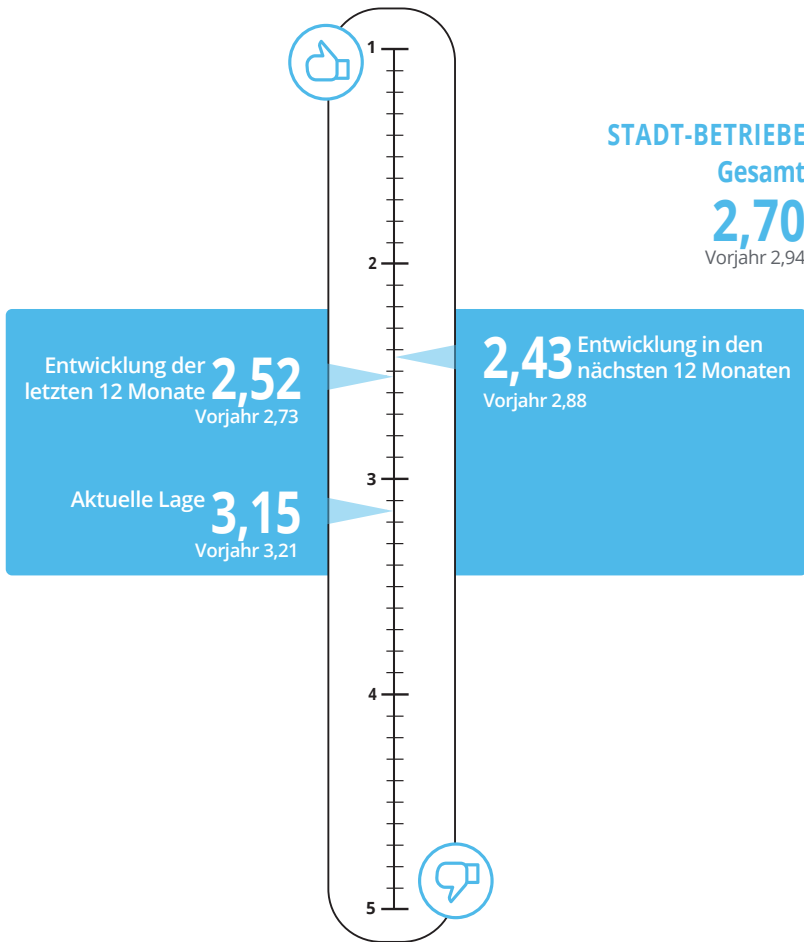 1
STADT-BETRIEBE
Gesamt
2,70
Vorjahr 2,94
2
Entwicklung der
letzten 12 Monate 2,52
Vorjahr 2,73
2,43 Entwicklung in den
nächsten 12 Monaten
Vorjahr 2,88
3
Aktuelle Lage 3,15
Vorjahr 3,21
4
5